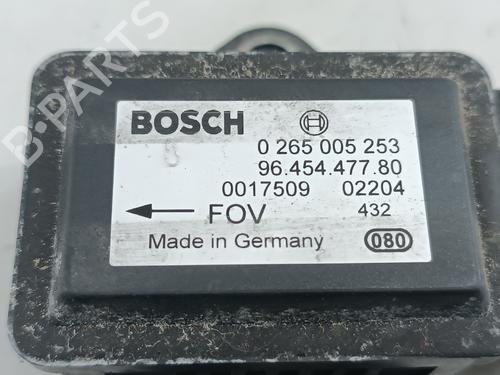 BOSCH
0 265 005 253
96.454.477.80
0017509 02204
FOV 432
Made in Germany 080
B-PARTS